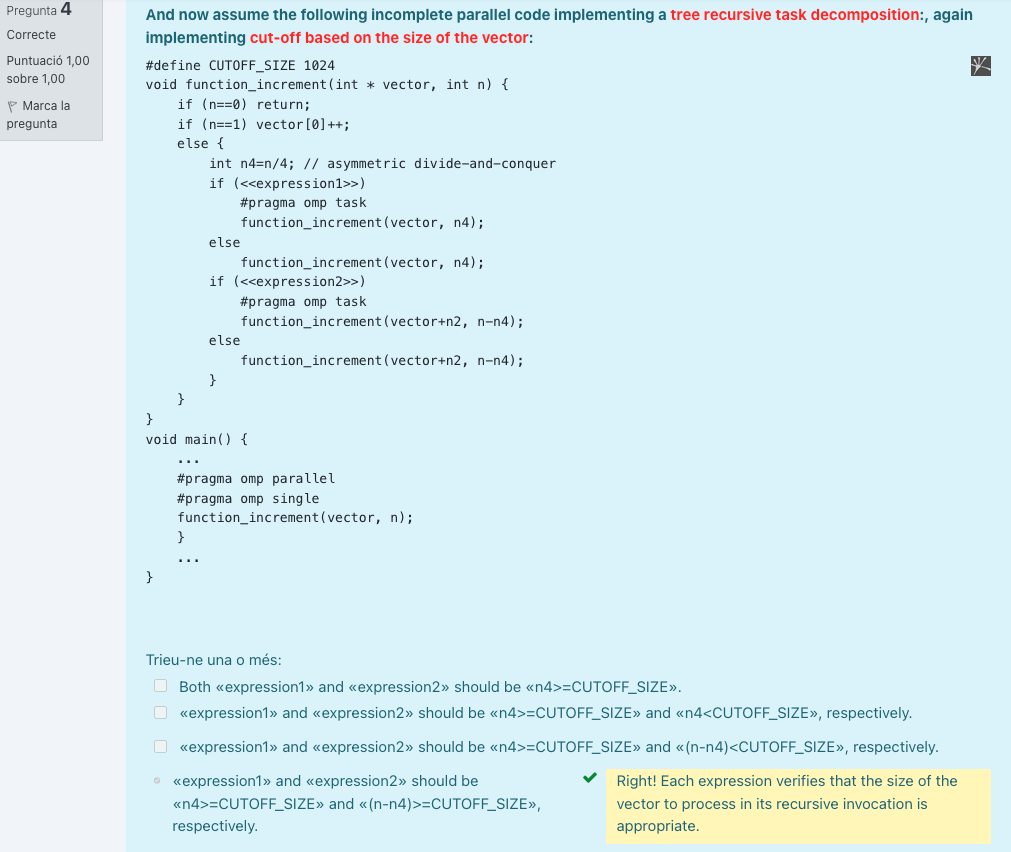 Pregunta 4
Correcte
Puntuació 1,00
sobre 1,00
Marca la
pregunta
And now assume the following incomplete parallel code implementing a tree recursive task decomposition:, again
implementing cut-off based on the size of the vector:
#define CUTOFF_SIZE 1024
void function_increment(int * vector, int n) {
    if (n==0) return;
    if (n==1) vector[0]++;
    else {
        int n4=n/4; // asymmetric divide-and-conquer
        if (<<expression1>>)
            #pragma omp task
            function_increment(vector, n4);
        else
            function_increment(vector, n4);
        if (<<expression2>>)
            #pragma omp task
            function_increment(vector+n2, n-n4);
        else
            function_increment(vector+n2, n-n4);
        }
    }
}
void main() {
    ...
    #pragma omp parallel
    #pragma omp single
    function_increment(vector, n);
    }
    ...
}
Trieu-ne una o més:
Both «expression1» and «expression2» should be «n4>=CUTOFF_SIZE».
«expression1» and «expression2» should be «n4>=CUTOFF_SIZE» and «n4<CUTOFF_SIZE», respectively.
«expression1» and «expression2» should be «n4>=CUTOFF_SIZE» and «(n-n4)<CUTOFF_SIZE», respectively.
«expression1» and «expression2» should be
«n4>=CUTOFF_SIZE» and «(n-n4)>=CUTOFF_SIZE»,
respectively.
Right! Each expression verifies that the size of the
vector to process in its recursive invocation is
appropriate.